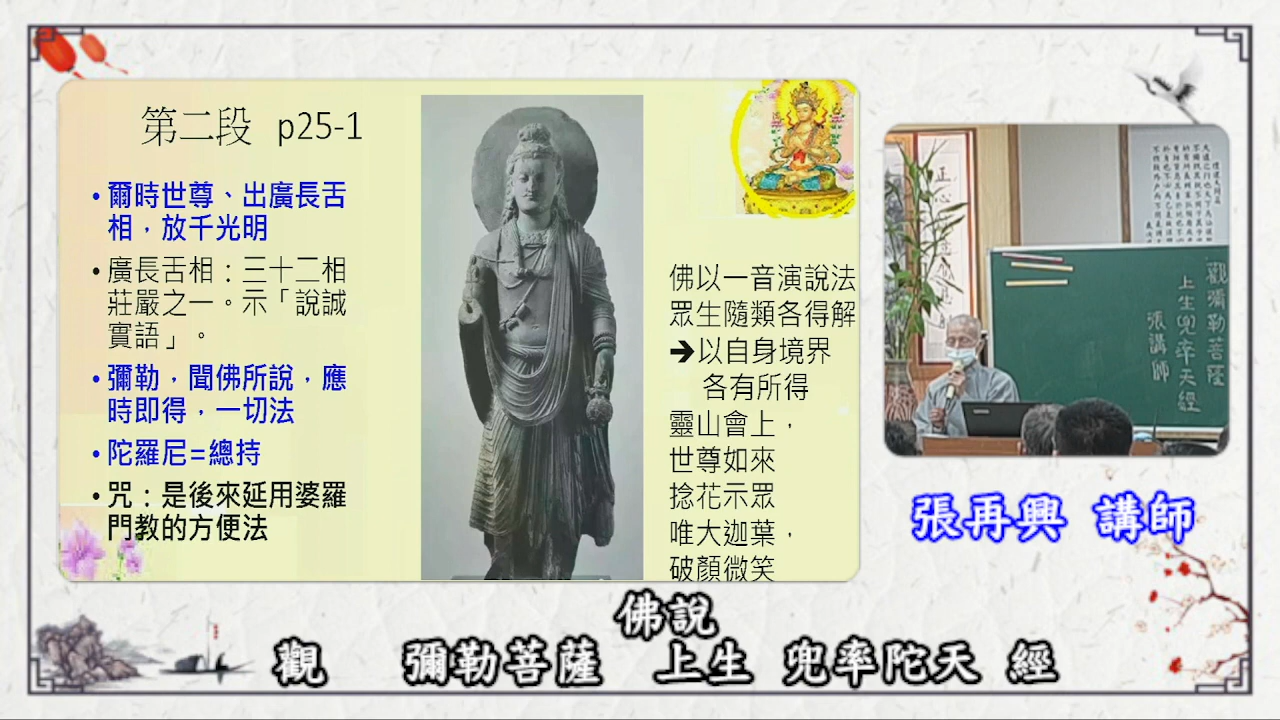 第二段 p25-1
• 爾時世尊、出廣長舌
相，放千光明
• 廣長舌相：三十二相
莊嚴之一。示「說誠
實語」。
• 彌勒，聞佛所說，應
時即得，一切法
• 陀羅尼=總持
• 咒：是後來延用婆羅
門教的方便法
佛以一音演說法
眾生隨類各得解
➔以自身境界
各有所得
靈山會上，
世尊如來
捻花示眾
唯大迦葉，
破顏微笑
正心
觀彌勒菩薩
上生兜率天經
張講師
張再興 講師
佛說
觀 彌勒菩薩 上生 兜率陀天 經